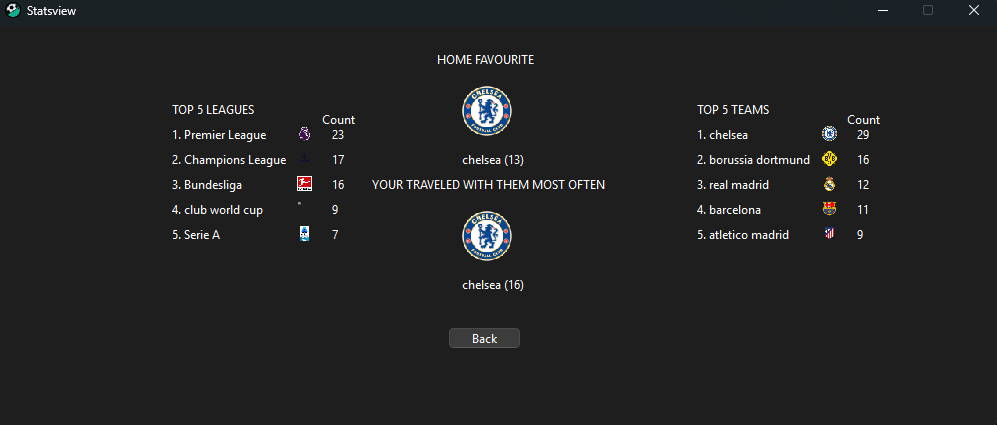 Statsview
HOME FAVOURITE
CHELSEA
FOOTBALL CLUB
chelsea (13)
YOUR TRAVELED WITH THEM MOST OFTEN
CHELSEA
FOOTBALL CLUB
chelsea (16)
TOP 5 LEAGUES
Count
1. Premier League 23
2. Champions League 17
3. Bundesliga 16
4. club world cup 9
5. Serie A 7
TOP 5 TEAMS
Count
1. chelsea 29
2. borussia dortmund 16
3. real madrid 12
4. barcelona 11
5. atletico madrid 9
Back